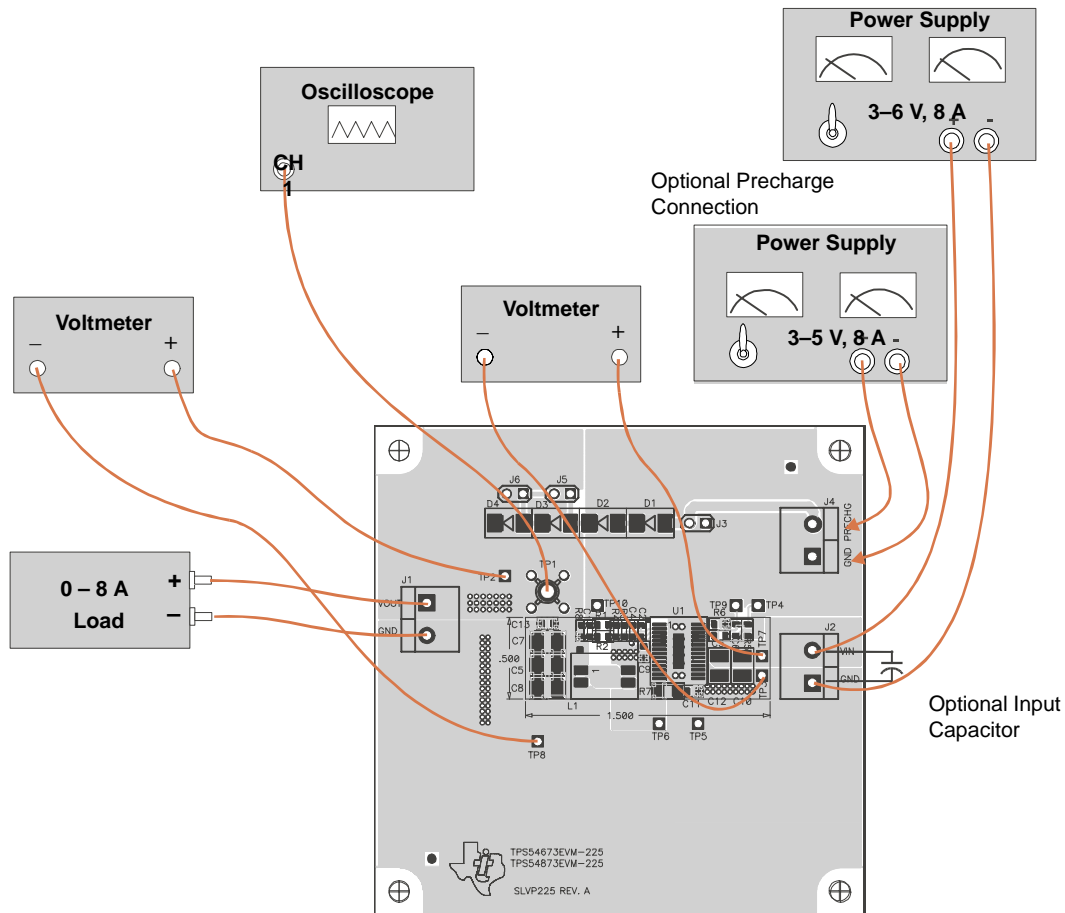 Power Supply
3–6 V, 8 A
+ -
Oscilloscope
CH
1
Optional Precharge
Connection
Power Supply
3–5 V, 8 A
+ -
Voltmeter
– +
Voltmeter
– +
0 – 8 A
Load
+
–
J6
J5
D4
D3
D2
D1
J3
J4
PRECHG
GND
TP1
TP2
J1
VOUT
GND
TP10
U1
TP9
TP4
R6
J2
VIN
GND
C13
C7
R2
C9
TP7
TP3
.500
C5
C8
1
R7
C11
C12
C10
L1
1.500
TP6
TP5
TP8
Optional Input
Capacitor
TPS54673EVM-225
TPS54873EVM-225
SLVP225 REV. A